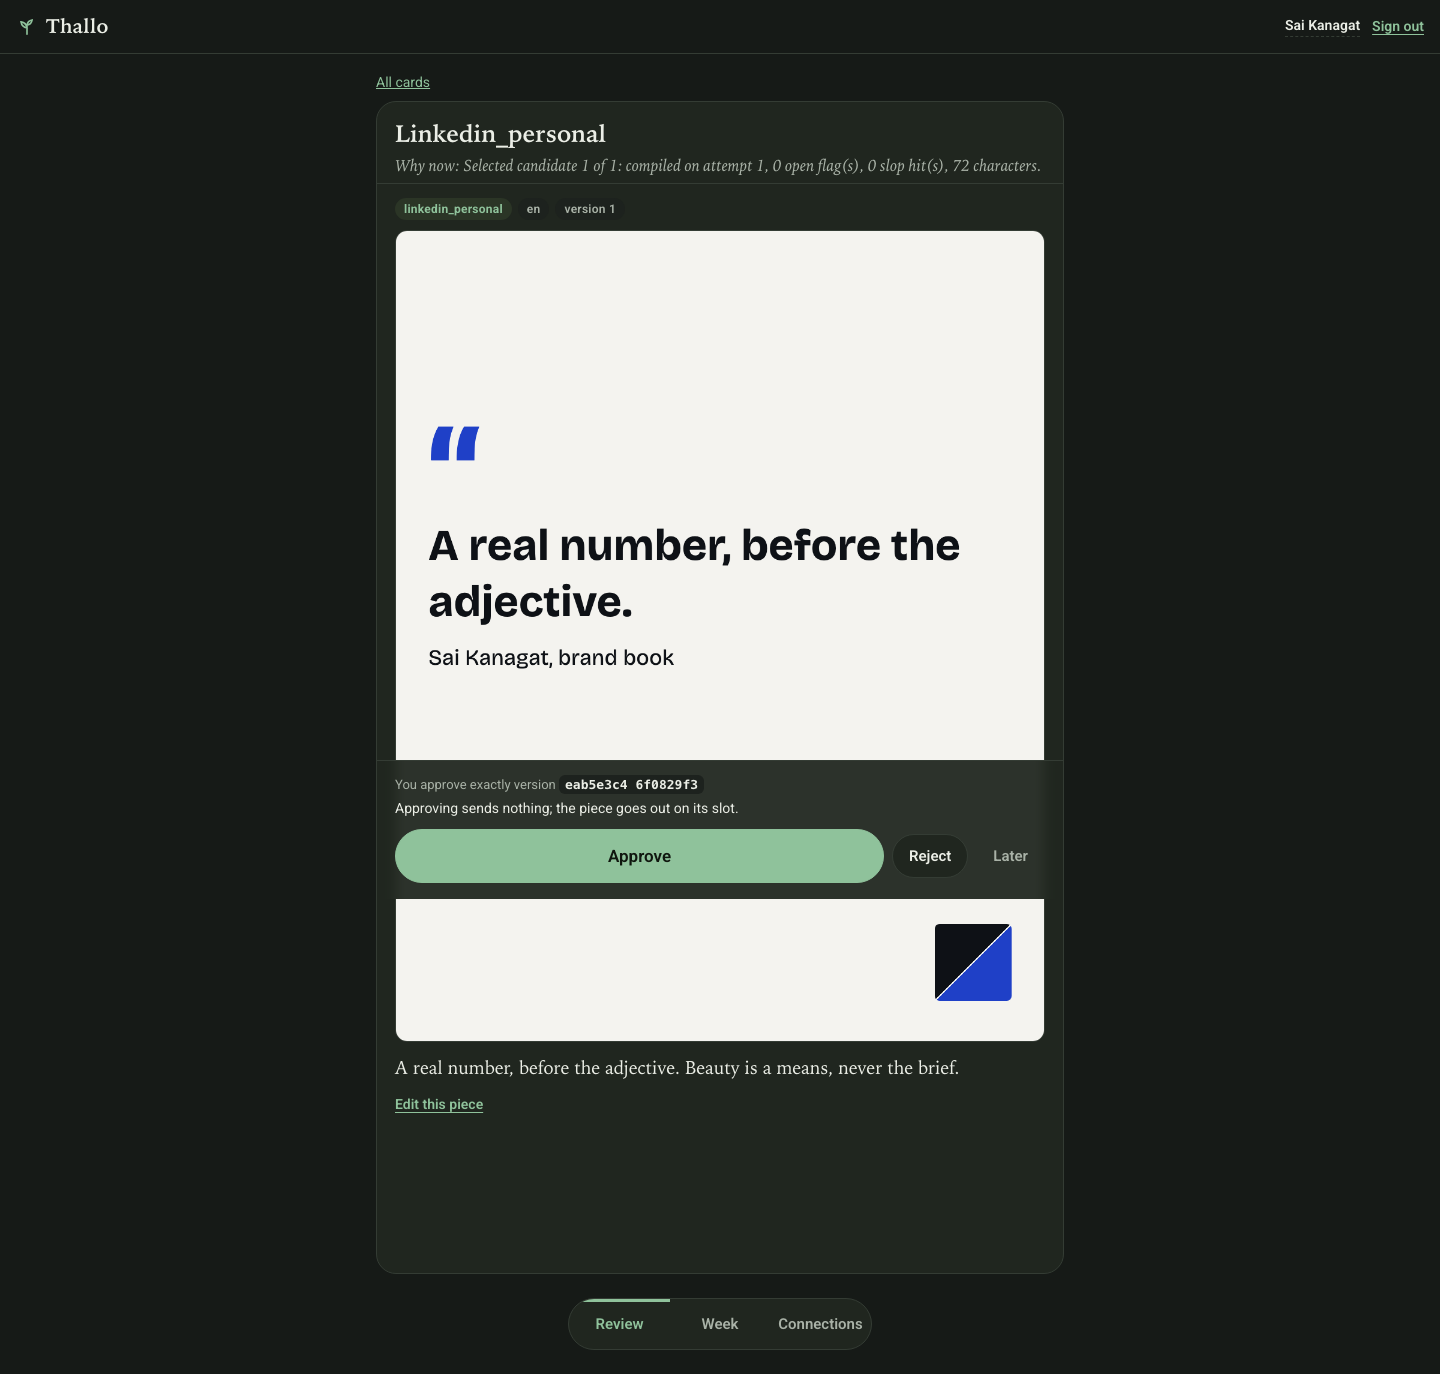 Thallo
Sai Kanagat
Sign out
All cards
Linkedin_personal
Why now: Selected candidate 1 of 1: compiled on attempt 1, 0 open flag(s), 0 slop hit(s), 72 characters.
linkedin_personal
en
version 1
“
A real number, before the
adjective.
Sai Kanagat, brand book
You approve exactly version eab5e3c4 6f0829f3
Approving sends nothing; the piece goes out on its slot.
Approve
Reject
Later
A real number, before the adjective. Beauty is a means, never the brief.
Edit this piece
Review
Week
Connections